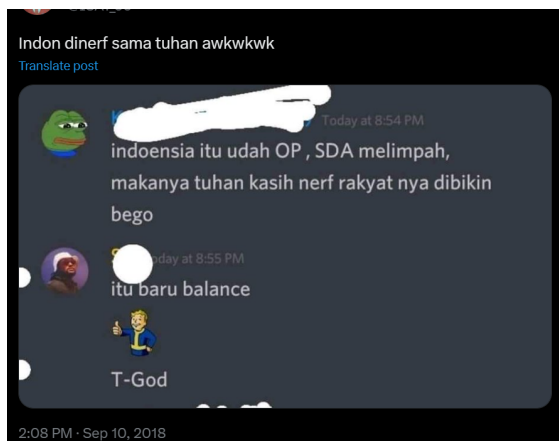 Indon dinerf sama tuhan awkwkwk
Translate post
Today at 8:54 PM
indoensia itu udah OP , SDA melimpah,
makanya tuhan kasih nerf rakyat nya dibikin
bego
oday at 8:55 PM
itu baru balance
T-God
2:08 PM · Sep 10, 2018